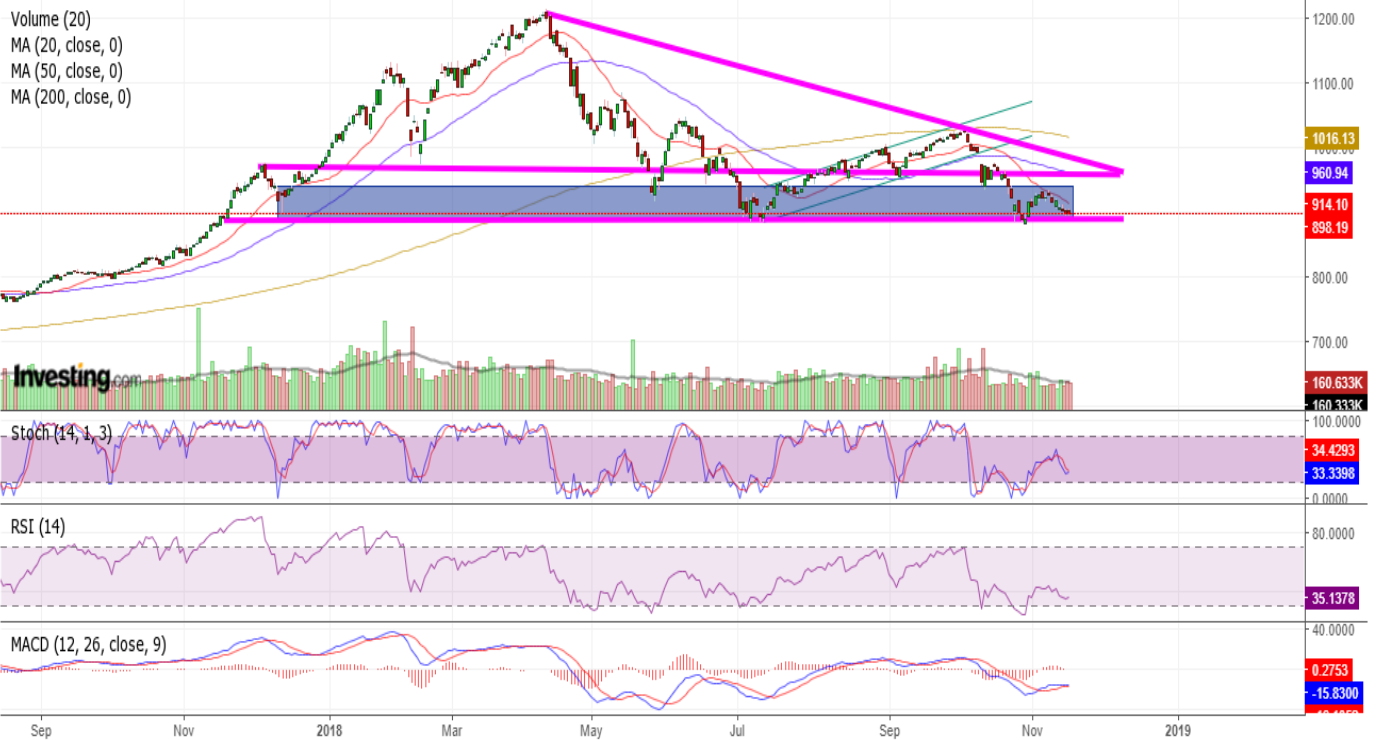 Volume (20)
MA (20, close, 0)
MA (50, close, 0)
MA (200, close, 0)
1200.00
1100.00
1016.13
960.94
914.10
898.19
800.00
700.00
Investing.com
160.633K
160.333K
Stoch (14, 1, 3)
100.0000
34.4293
33.3398
0.0000
RSI (14)
80.0000
35.1378
MACD (12, 26, close, 9)
40.0000
0.2753
-15.8300
Sep Nov 2018 Mar May Jul Sep Nov 2019